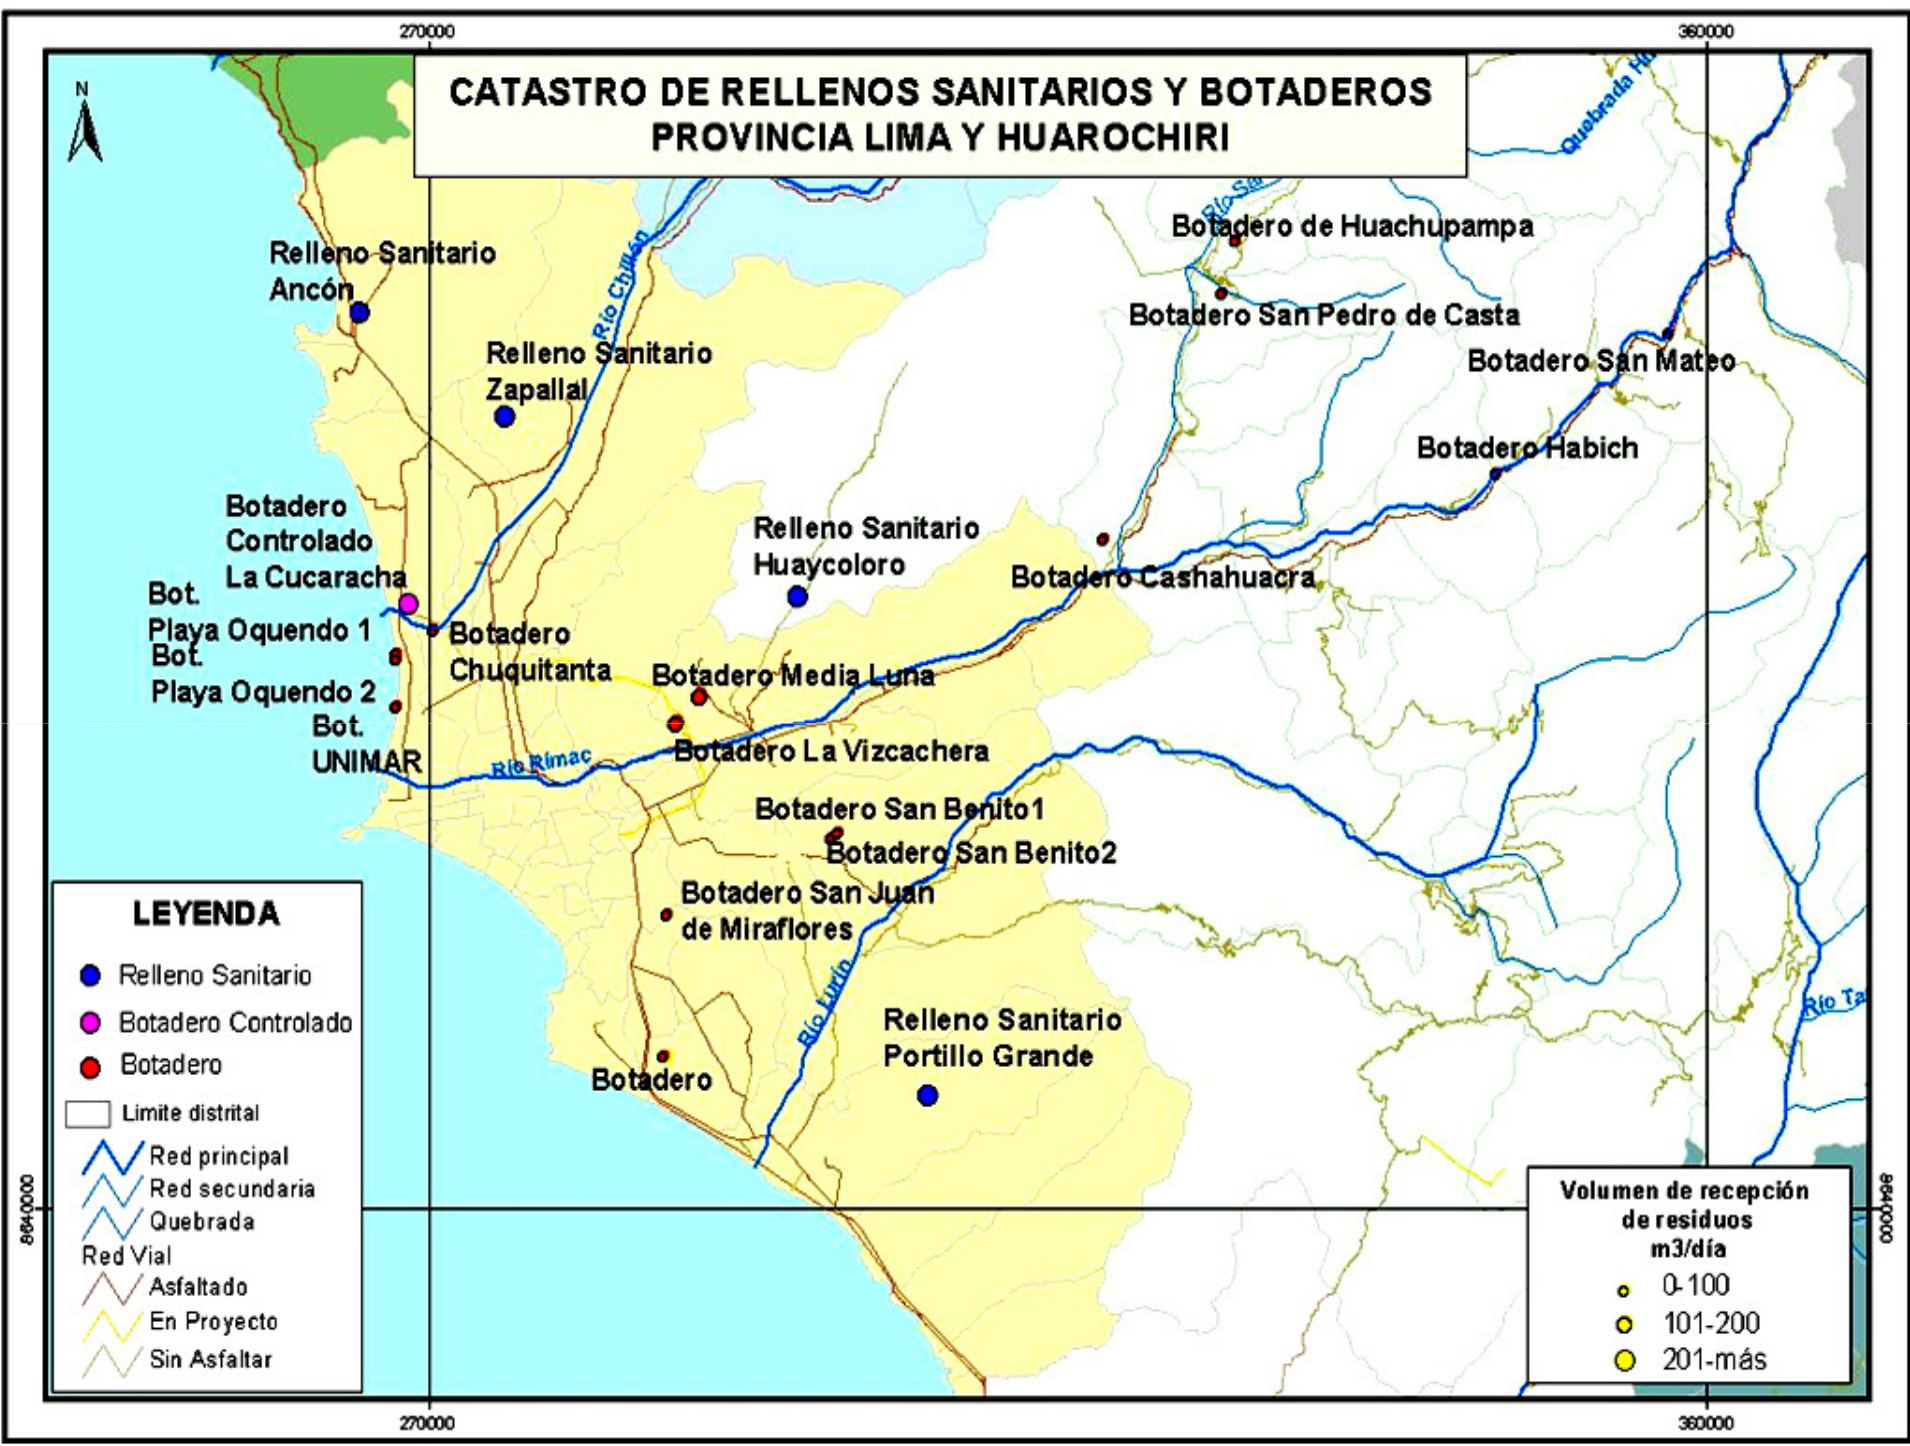 270000
360000
CATASTRO DE RELLENOS SANITARIOS Y BOTADEROS
PROVINCIA LIMA Y HUAROCHIRI
N
Quebrada
Río
Botadero de Huachupampa
Relleno Sanitario
Ancón
Río Chillón
Botadero San Pedro de Casta
Relleno Sanitario
Zapallal
Botadero San Mateo
Botadero Habich
Botadero
Controlado
La Cucaracha
Relleno Sanitario
Huaycoloro
Botadero Cashahuacra
Bot.
Playa Oquendo 1
Bot.
Playa Oquendo 2
Botadero
Chuquitanta
Botadero Media Luna
Bot.
UNIMAR
Río Rímac
Botadero La Vizcachera
Botadero San Benito1
Botadero San Benito2
Botadero San Juan
de Miraflores
Río Lurín
Relleno Sanitario
Portillo Grande
Río Ta
Botadero
LEYENDA
Relleno Sanitario
Botadero Controlado
Botadero
Limite distrital
Red principal
Red secundaria
Quebrada
Red Vial
Asfaltado
En Proyecto
Sin Asfaltar
Volumen de recepción
de residuos
m3/día
0-100
101-200
201-más
8640000
8640000
270000
360000